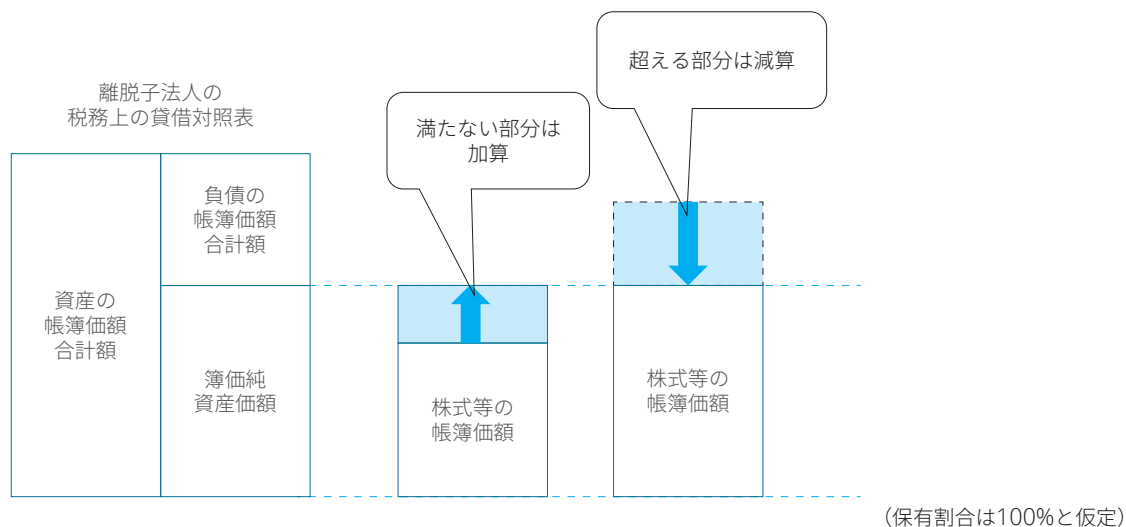 離脱子法人の
税務上の貸借対照表
資産の
帳簿価額
合計額
負債の
帳簿価額
合計額
簿価純
資産価額
満たない部分は
加算
株式等の
帳簿価額
超える部分は減算
株式等の
帳簿価額
（保有割合は100%と仮定）